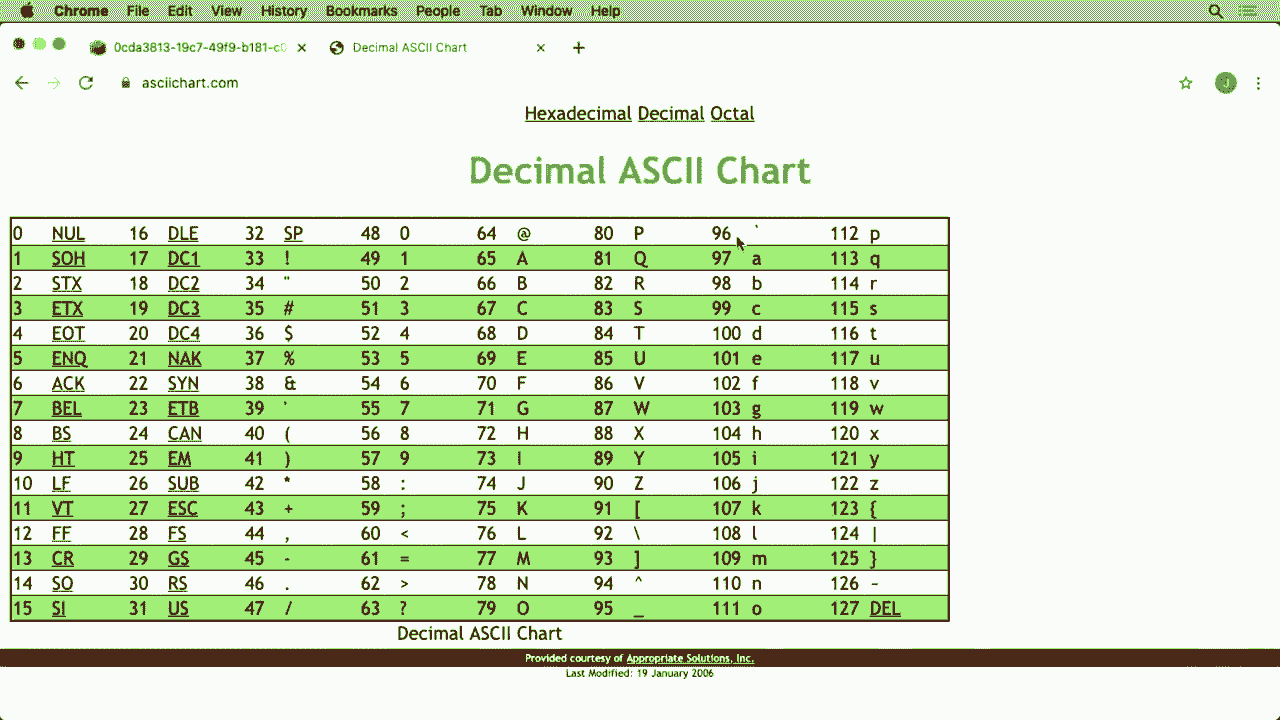 Chrome File Edit View History Bookmarks People Tab Window Help
0cda3813-19c7-49f9-b181-c Decimal ASCII Chart
asciichart.com J
Hexadecimal Decimal Octal
Decimal ASCII Chart
0 NUL 16 DLE 32 SP 48 0 64 @ 80 P 96 ` 112 p
1 SOH 17 DC1 33 ! 49 1 65 A 81 Q 97 a 113 q
2 STX 18 DC2 34 " 50 2 66 B 82 R 98 b 114 r
3 ETX 19 DC3 35 # 51 3 67 C 83 S 99 c 115 s
4 EOT 20 DC4 36 $ 52 4 68 D 84 T 100 d 116 t
5 ENQ 21 NAK 37 % 53 5 69 E 85 U 101 e 117 u
6 ACK 22 SYN 38 & 54 6 70 F 86 V 102 f 118 v
7 BEL 23 ETB 39 ' 55 7 71 G 87 W 103 g 119 w
8 BS 24 CAN 40 ( 56 8 72 H 88 X 104 h 120 x
9 HT 25 EM 41 ) 57 9 73 I 89 Y 105 i 121 y
10 LF 26 SUB 42 * 58 : 74 J 90 Z 106 j 122 z
11 VT 27 ESC 43 + 59 ; 75 K 91 [ 107 k 123 {
12 FF 28 FS 44 , 60 < 76 L 92 \ 108 l 124 |
13 CR 29 GS 45 - 61 = 77 M 93 ] 109 m 125 }
14 SO 30 RS 46 . 62 > 78 N 94 ^ 110 n 126 ~
15 SI 31 US 47 / 63 ? 79 O 95 _ 111 o 127 DEL
Decimal ASCII Chart
Provided courtesy of Appropriate Solutions, Inc.
Last Modified: 19 January 2006